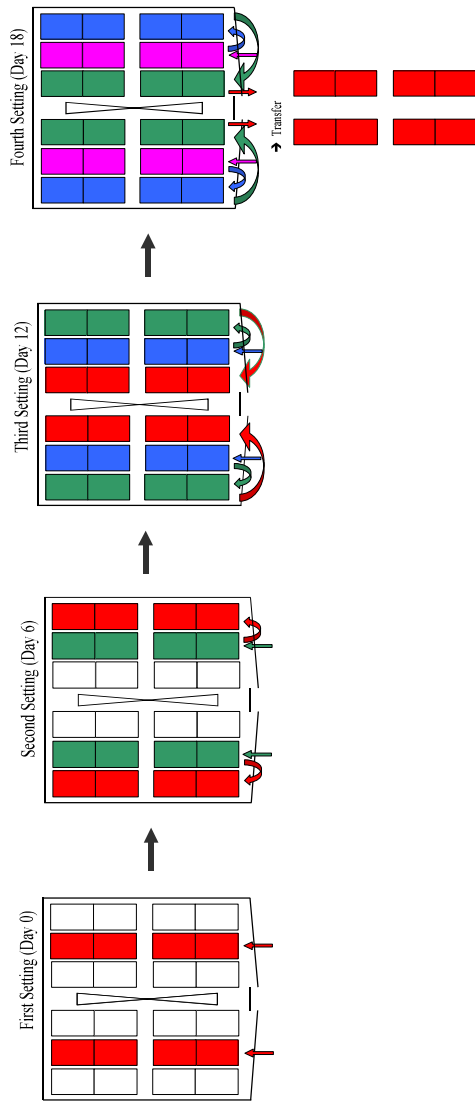 First Setting (Day 0)
Second Setting (Day 6)
Third Setting (Day 12)
Fourth Setting (Day 18)
➔ Transfer